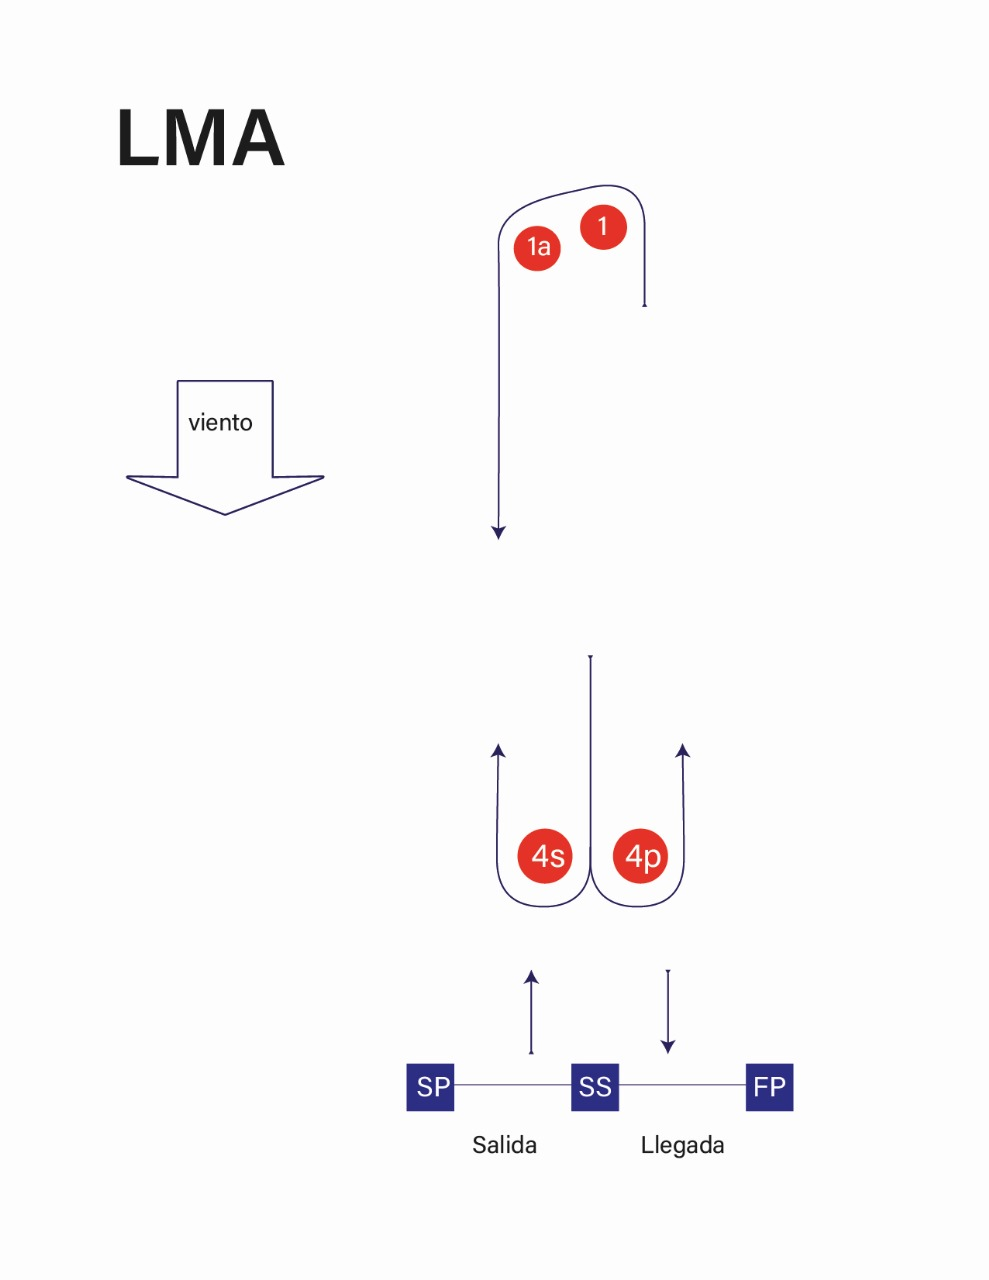 LMA
1
1a
viento
4s
4p
SP
SS
FP
Salida
Llegada